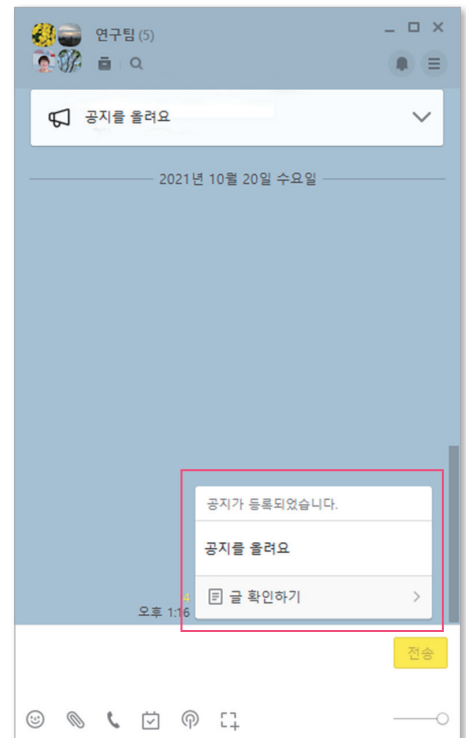 연구팀 (5)
공지를 올려요
2021년 10월 20일 수요일
공지가 등록되었습니다.
공지를 올려요
글 확인하기
4
오후 1:16
전송